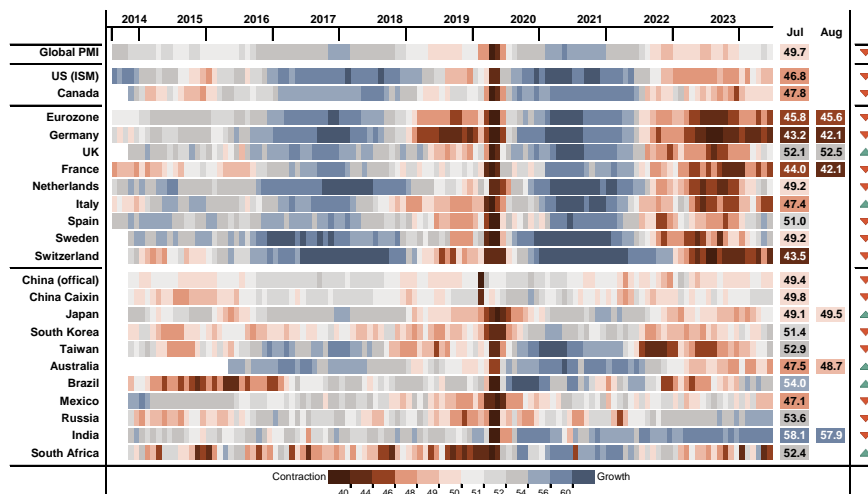 2014 2015 2016 2017 2018 2019 2020 2021 2022 2023 Jul Aug
Global PMI 49.7
US (ISM) 46.8
Canada 47.8
Eurozone 45.8 45.6
Germany 43.2 42.1
UK 52.1 52.5
France 44.0 42.1
Netherlands 49.2
Italy 47.4
Spain 51.0
Sweden 49.2
Switzerland 43.5
China (offical) 49.4
China Caixin 49.8
Japan 49.1 49.5
South Korea 51.4
Taiwan 52.9
Australia 47.5 48.7
Brazil 54.0
Mexico 47.1
Russia 53.6
India 58.1 57.9
South Africa 52.4
Contraction Growth
40 44 46 48 49 50 51 52 54 56 60